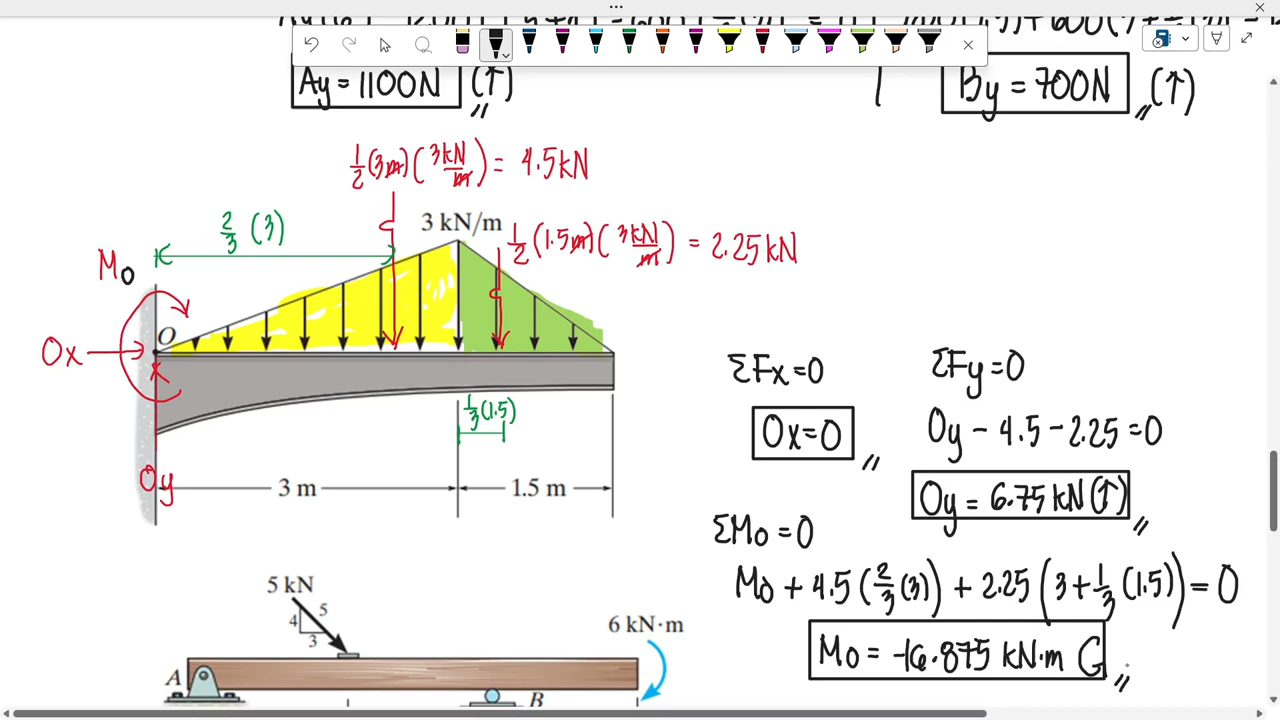 Ay = 1100N (↑)
By = 700N (↑)
1/2 (3m)(3kN/m) = 4.5kN
2/3 (3)
3 kN/m
1/2 (1.5m)(3kN/m) = 2.25kN
Mo
O
Ox
1/3 (1.5)
Oy
3 m
1.5 m
ΣFx=0
Ox=0
ΣFy=0
Oy - 4.5 - 2.25 = 0
Oy = 6.75 kN (↑)
ΣMo=0
Mo + 4.5 (2/3 (3)) + 2.25 (3 + 1/3 (1.5)) = 0
Mo = -16.875 kN·m
5 kN
4
5
3
6 kN·m
A
B